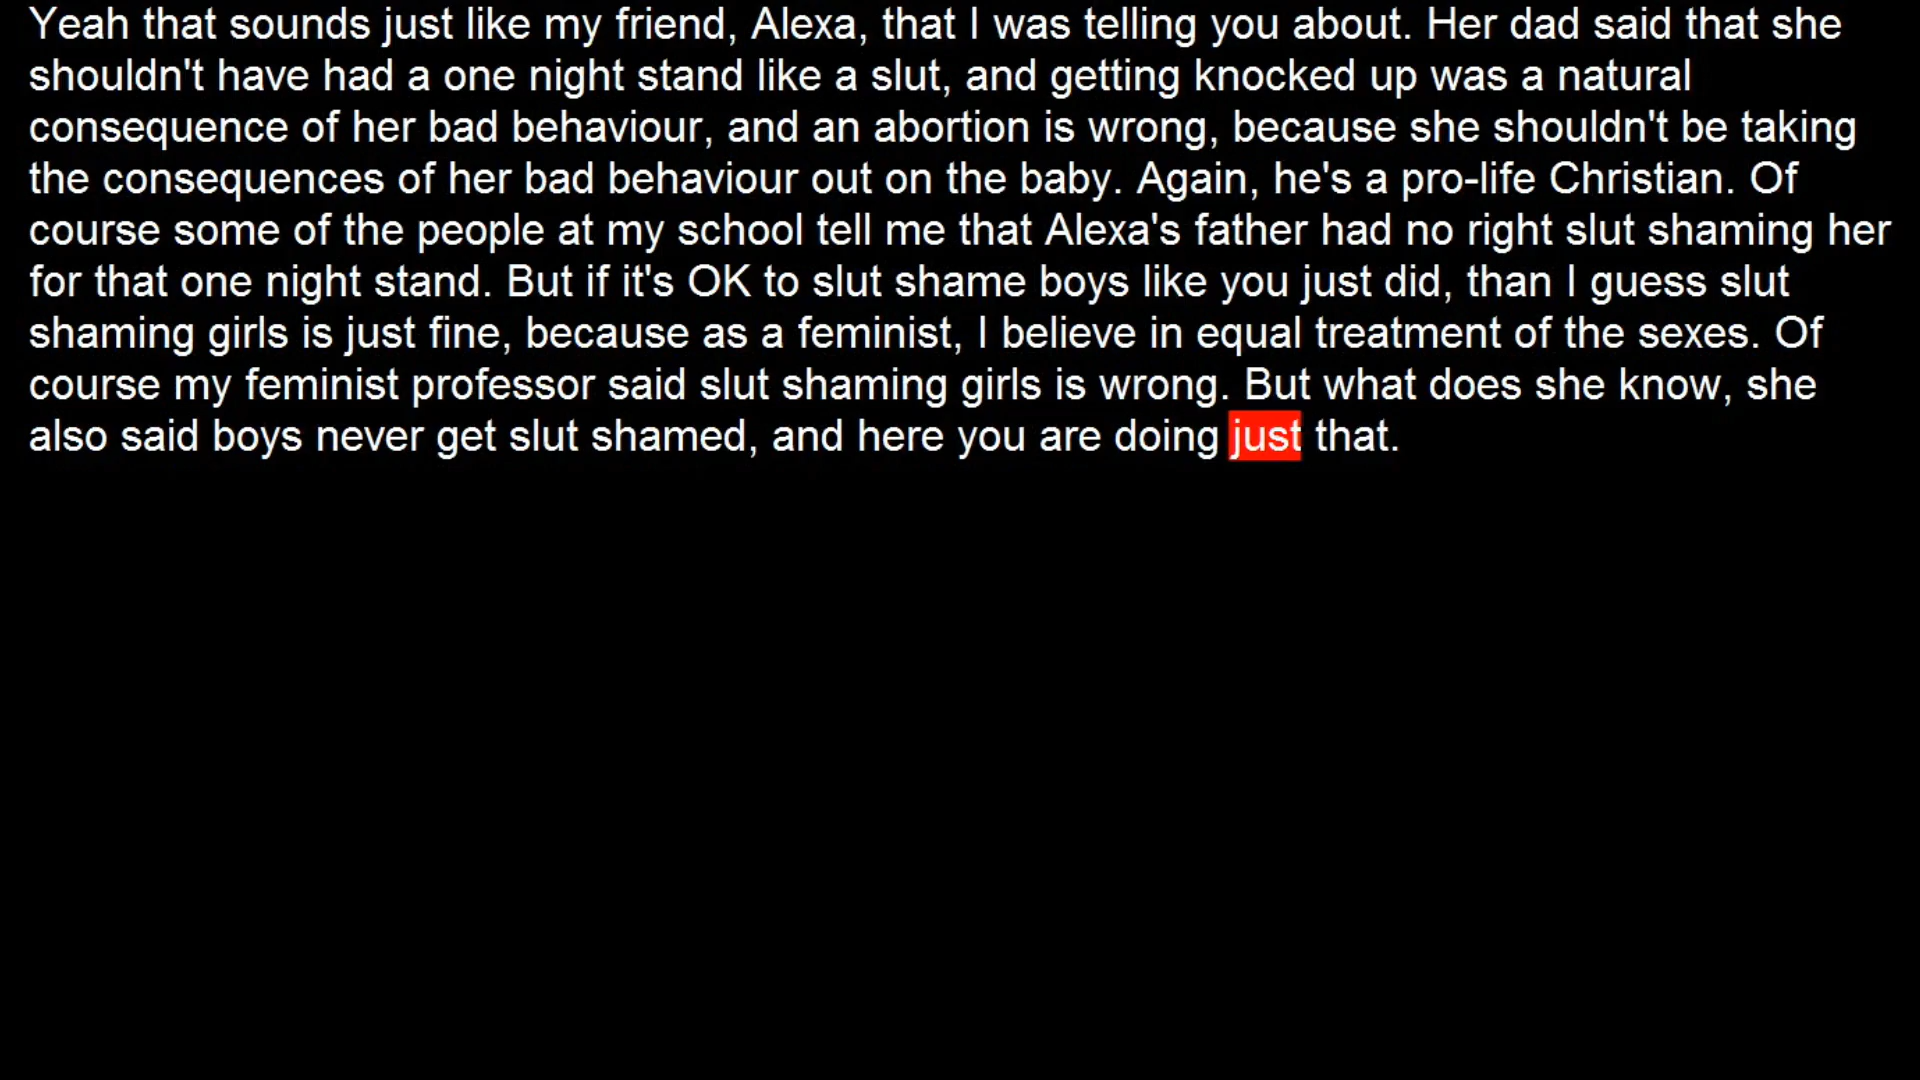 Yeah that sounds just like my friend, Alexa, that I was telling you about. Her dad said that she
shouldn't have had a one night stand like a slut, and getting knocked up was a natural
consequence of her bad behaviour, and an abortion is wrong, because she shouldn't be taking
the consequences of her bad behaviour out on the baby. Again, he's a pro-life Christian. Of
course some of the people at my school tell me that Alexa's father had no right slut shaming her
for that one night stand. But if it's OK to slut shame boys like you just did, than I guess slut
shaming girls is just fine, because as a feminist, I believe in equal treatment of the sexes. Of
course my feminist professor said slut shaming girls is wrong. But what does she know, she
also said boys never get slut shamed, and here you are doing just that.